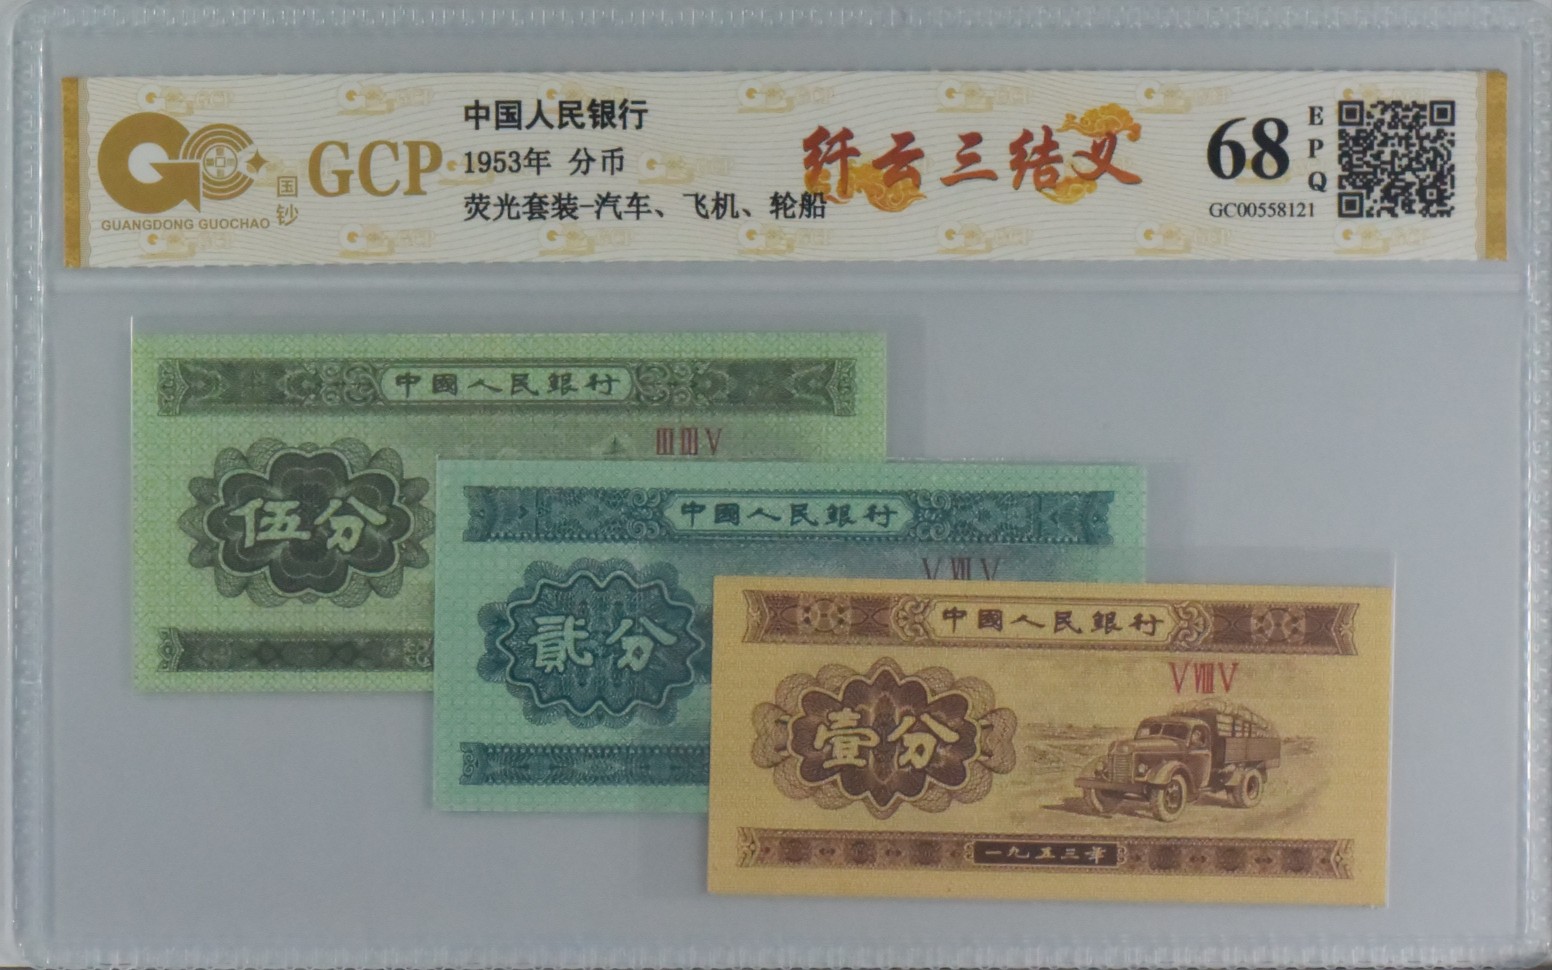 国钞
GUANGDONG GUOCHAO
GCP
中国人民银行
1953年 分币
荧光套装-汽车、飞机、轮船
纤云三结义
68
EPQ
GC00558121
中國人民銀行
ⅢⅢⅤ
伍分
中國人民銀行
ⅤⅦⅤ
貳分
中國人民銀行
ⅤⅧⅤ
壹分
一九五三年